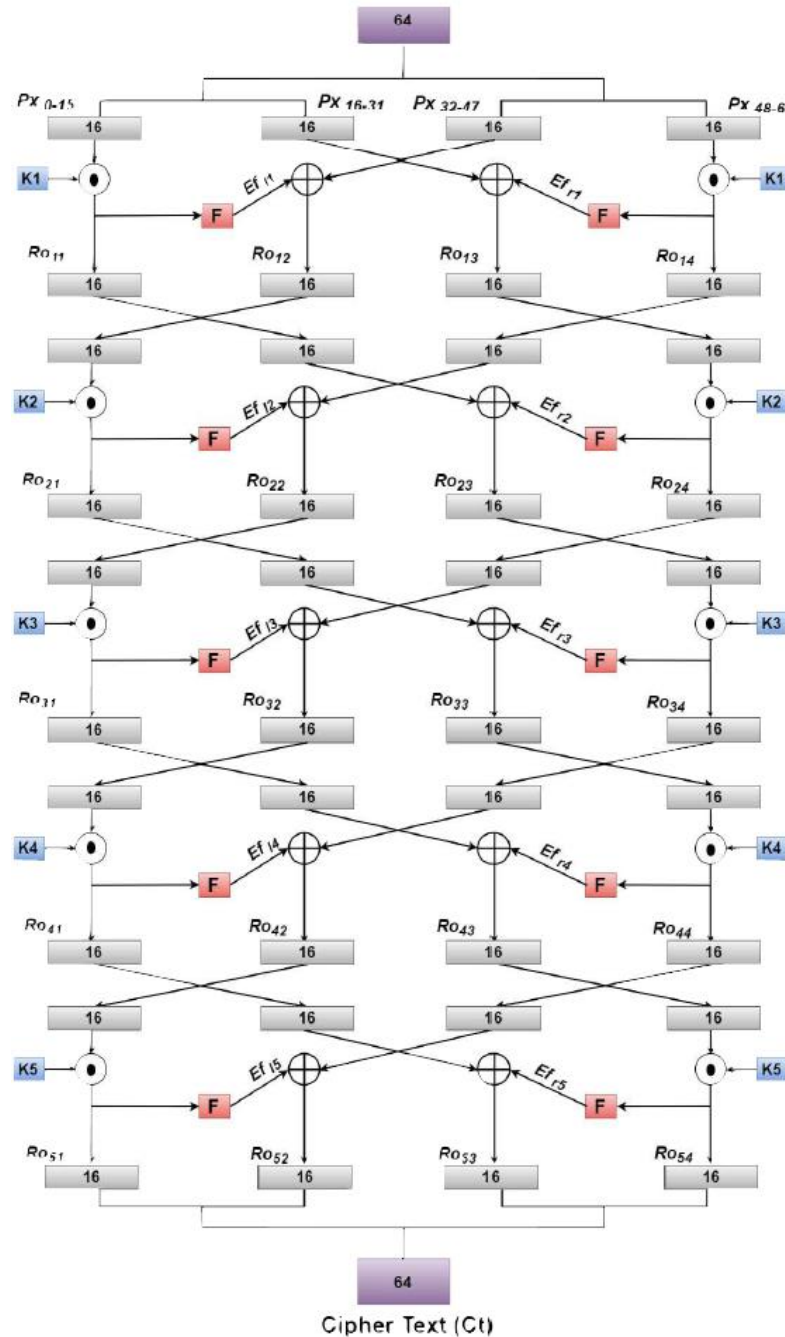 64
Px 0-15 Px 16-31 Px 32-47 Px 48-6
16 16 16 16
K1 Ef l1 Ef r1 K1
F F
Ro11 Ro12 Ro13 Ro14
16 16 16 16
16 16 16 16
K2 Ef l2 Ef r2 K2
F F
Ro21 Ro22 Ro23 Ro24
16 16 16 16
16 16 16 16
K3 Ef l3 Ef r3 K3
F F
Ro31 Ro32 Ro33 Ro34
16 16 16 16
16 16 16 16
K4 Ef l4 Ef r4 K4
F F
Ro41 Ro42 Ro43 Ro44
16 16 16 16
16 16 16 16
K5 Ef l5 Ef r5 K5
F F
Ro51 Ro52 Ro53 Ro54
16 16 16 16
64
Cipher Text (Ct)